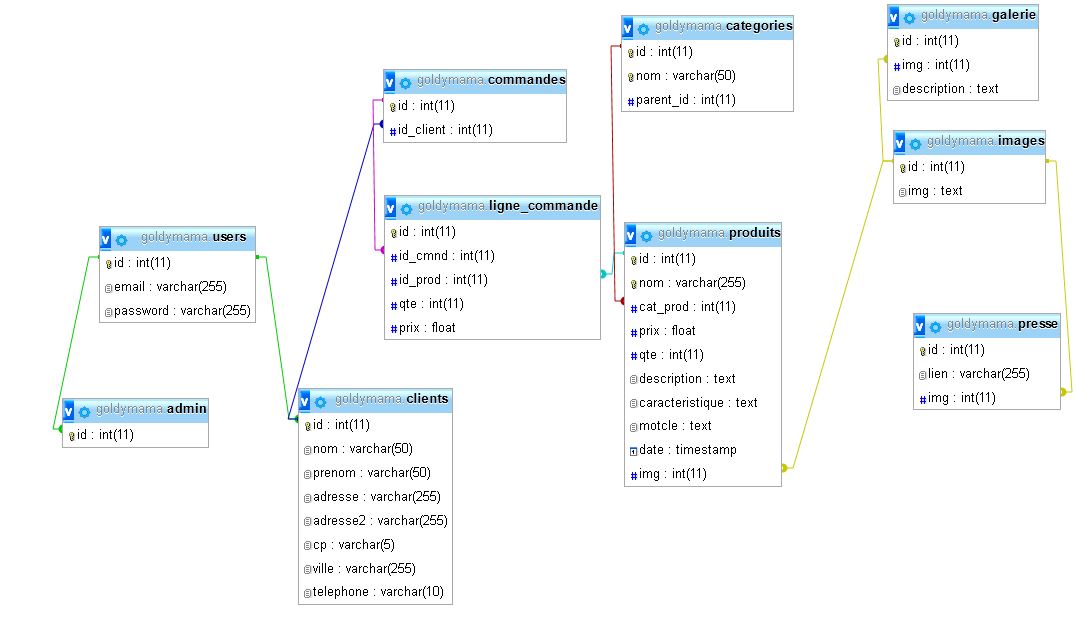 goldymama.users
id : int(11)
email : varchar(255)
password : varchar(255)
goldymama.admin
id : int(11)
goldymama.commandes
id : int(11)
#id_client : int(11)
goldymama.ligne_commande
id : int(11)
#id_cmnd : int(11)
#id_prod : int(11)
#qte : int(11)
#prix : float
goldymama.clients
id : int(11)
nom : varchar(50)
prenom : varchar(50)
adresse : varchar(255)
adresse2 : varchar(255)
cp : varchar(5)
ville : varchar(255)
telephone : varchar(10)
goldymama.categories
id : int(11)
nom : varchar(50)
#parent_id : int(11)
goldymama.produits
id : int(11)
nom : varchar(255)
#cat_prod : int(11)
#prix : float
#qte : int(11)
description : text
caracteristique : text
motcle : text
date : timestamp
#img : int(11)
goldymama.galerie
id : int(11)
#img : int(11)
description : text
goldymama.images
id : int(11)
img : text
goldymama.presse
id : int(11)
lien : varchar(255)
#img : int(11)